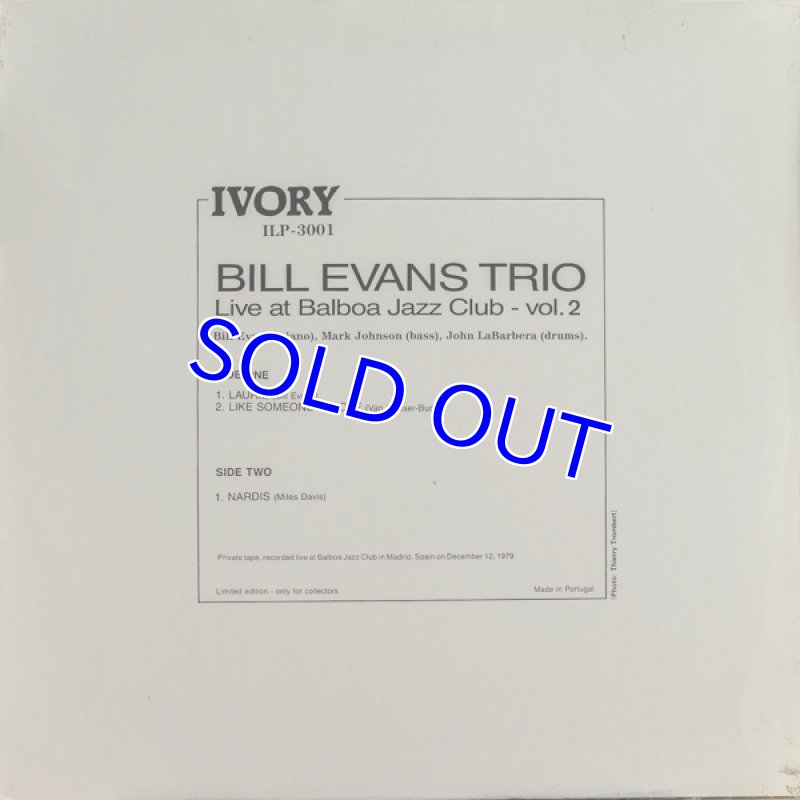 IVORY
ILP-3001
BILL EVANS TRIO
Live at Balboa Jazz Club - vol. 2
Mark Johnson (bass), John LaBarbera (drums).
SOLD OUT
1.
2. LIKE SOMEONE
SIDE TWO
1. NARDIS (Miles Davis)
Private tape, recorded live at Balboa Jazz Club in Madrid, Spain on December 12, 1979.
Limited edition - only for collectors.
Made in Portugal
(Photo: Thierry Trombert)